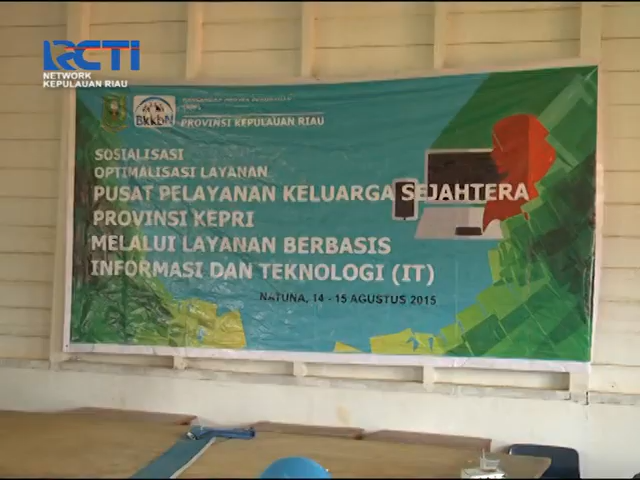 RCTI
NETWORK
KEPULAUAN RIAU
BkkbN
PROVINSI KEPULAUAN RIAU
SOSIALISASI
OPTIMALISASI LAYANAN
PUSAT PELAYANAN KELUARGA SEJAHTERA
PROVINSI KEPRI
MELALUI LAYANAN BERBASIS
INFORMASI DAN TEKNOLOGI (IT)
NATUNA, 14 - 15 AGUSTUS 2015